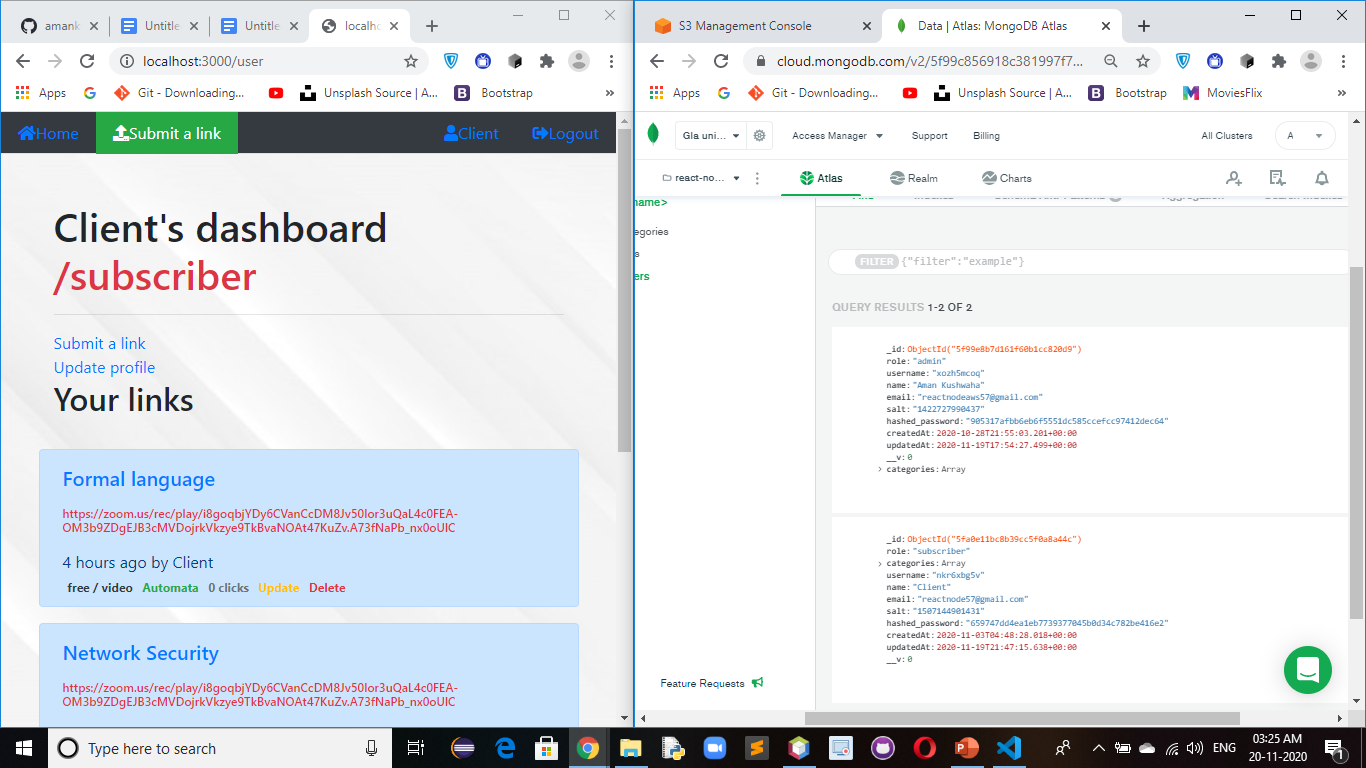 amank
Untitle
Untitle
localho
localhost:3000/user
Apps
Git - Downloading...
Unsplash Source | A...
Bootstrap
»
Home
Submit a link
Client
Logout
Client's dashboard
/subscriber
Submit a link
Update profile
Your links
Formal language
https://zoom.us/rec/play/i8goqbjYDy6CVanCcDM8Jv50Ior3uQaL4c0FEA-
OM3b9ZDgEJB3cMVDojrkVkzye9TkBvaNOAt47KuZv.A73fNaPb_nx0oUIC
4 hours ago by Client
free / video Automata 0 clicks Update Delete
Network Security
https://zoom.us/rec/play/i8goqbjYDy6CVanCcDM8Jv50Ior3uQaL4c0FEA-
OM3b9ZDgEJB3cMVDojrkVkzye9TkBvaNOAt47KuZv.A73fNaPb_nx0oUIC
S3 Management Console
Data | Atlas: MongoDB Atlas
cloud.mongodb.com/v2/5f99c856918c381997f7...
Apps
Git - Downloading...
Unsplash Source | A...
Bootstrap
MoviesFlix
»
Gla uni...
Access Manager
Support
Billing
All Clusters
A
react-no...
Atlas
Realm
Charts
name>
egories
s
ers
FILTER {"filter":"example"}
QUERY RESULTS 1-2 OF 2
_id: ObjectId("5f99e8b7d161f60b1cc820d9")
role: "admin"
username: "xozh5mcoq"
name: "Aman Kushwaha"
email: "reactnodeaws57@gmail.com"
salt: "1422727990437"
hashed_password: "905317afbb6eb6f5551dc585ccefcc97412dec64"
createdAt: 2020-10-28T21:55:03.201+00:00
updatedAt: 2020-11-19T17:54:27.499+00:00
__v: 0
categories: Array
_id: ObjectId("5fa0e11bc8b39cc5f0a8a44c")
role: "subscriber"
categories: Array
username: "nkr6xbg5v"
name: "Client"
email: "reactnode57@gmail.com"
salt: "1507144901431"
hashed_password: "659747dd4ea1eb7739377045b0d34c782be416e2"
createdAt: 2020-11-03T04:48:28.018+00:00
updatedAt: 2020-11-19T21:47:15.638+00:00
__v: 0
Feature Requests
Type here to search
ENG
03:25 AM
20-11-2020
1